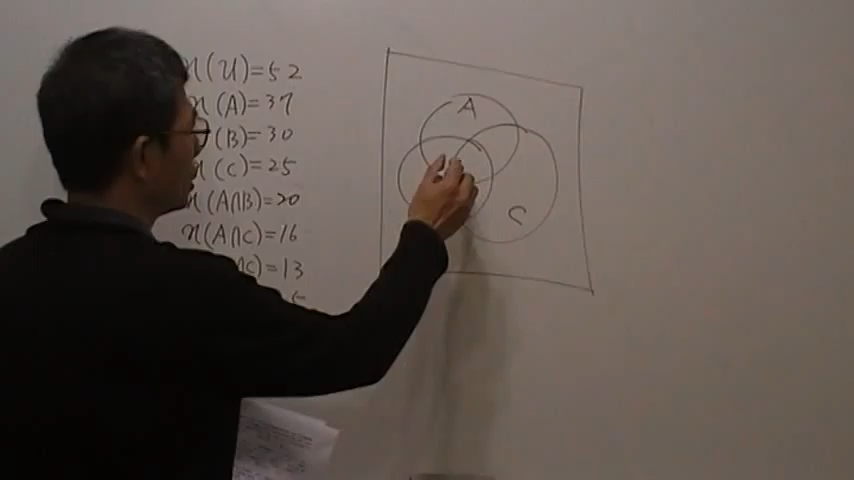 n(U)=52
n(A)=37
(B)=30
n(C)=25
n(A∩B)=20
n(A∩C)=16
∩C)=13
A
C